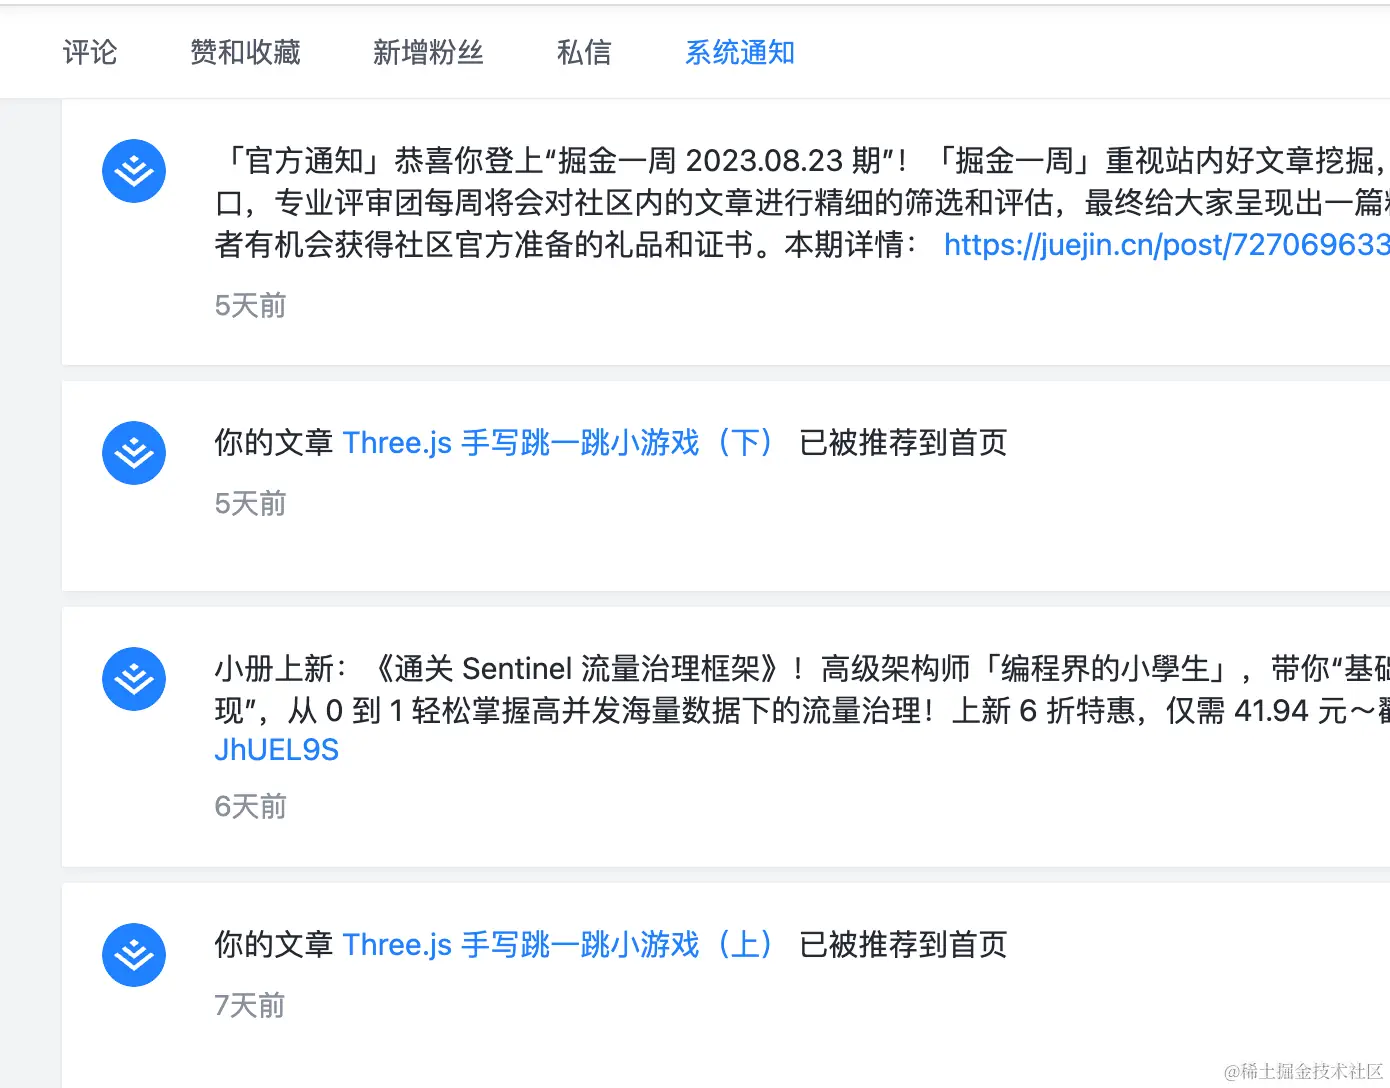 评论 赞和收藏 新增粉丝 私信 系统通知
「官方通知」恭喜你登上“掘金一周 2023.08.23 期”！「掘金一周」重视站内好文章挖掘，
口，专业评审团每周将会对社区内的文章进行精细的筛选和评估，最终给大家呈现出一篇
者有机会获得社区官方准备的礼品和证书。本期详情： https://juejin.cn/post/727069633
5天前
你的文章 Three.js 手写跳一跳小游戏（下） 已被推荐到首页
5天前
小册上新：《通关 Sentinel 流量治理框架》！高级架构师「编程界的小學生」，带你“基础
现”，从 0 到 1 轻松掌握高并发海量数据下的流量治理！上新 6 折特惠，仅需 41.94 元～
JhUEL9S
6天前
你的文章 Three.js 手写跳一跳小游戏（上） 已被推荐到首页
7天前
@稀土掘金技术社区